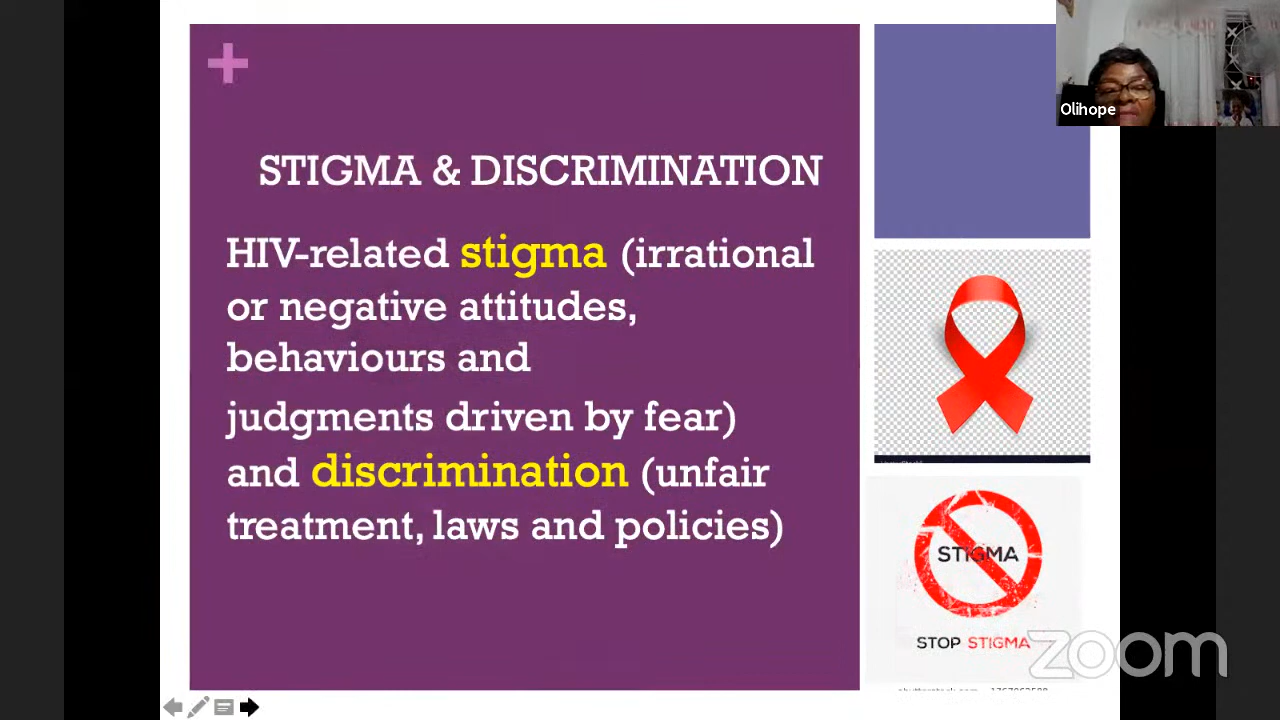 Olihope
STIGMA & DISCRIMINATION
HIV-related stigma (irrational
or negative attitudes,
behaviours and
judgments driven by fear)
and discrimination (unfair
treatment, laws and policies)
STIGMA
STOP STIGMA
zoom